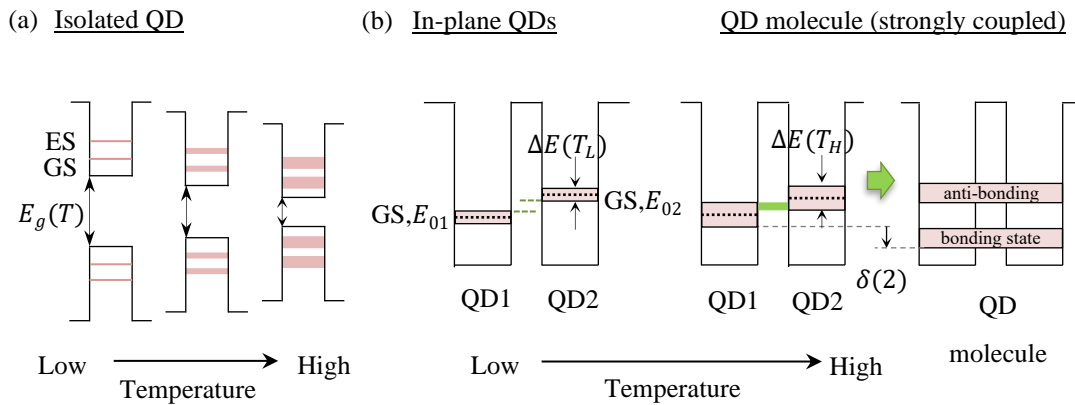 (a) Isolated QD
(b) In-plane QDs
QD molecule (strongly coupled)
ES
GS
E_g(T)
Low
High
Temperature
ΔE(T_L)
GS,E_01
GS,E_02
QD1
QD2
ΔE(T_H)
QD1
QD2
δ(2)
anti-bonding
bonding state
QD
molecule
Low
High
Temperature